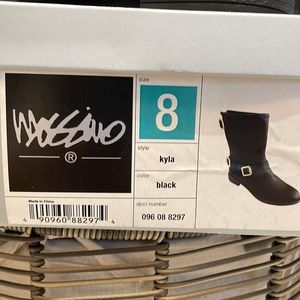 mossimo
®
size
8
style
kyla
color
black
dpci number
096 08 8297
Made in China
4 90960 88297 4